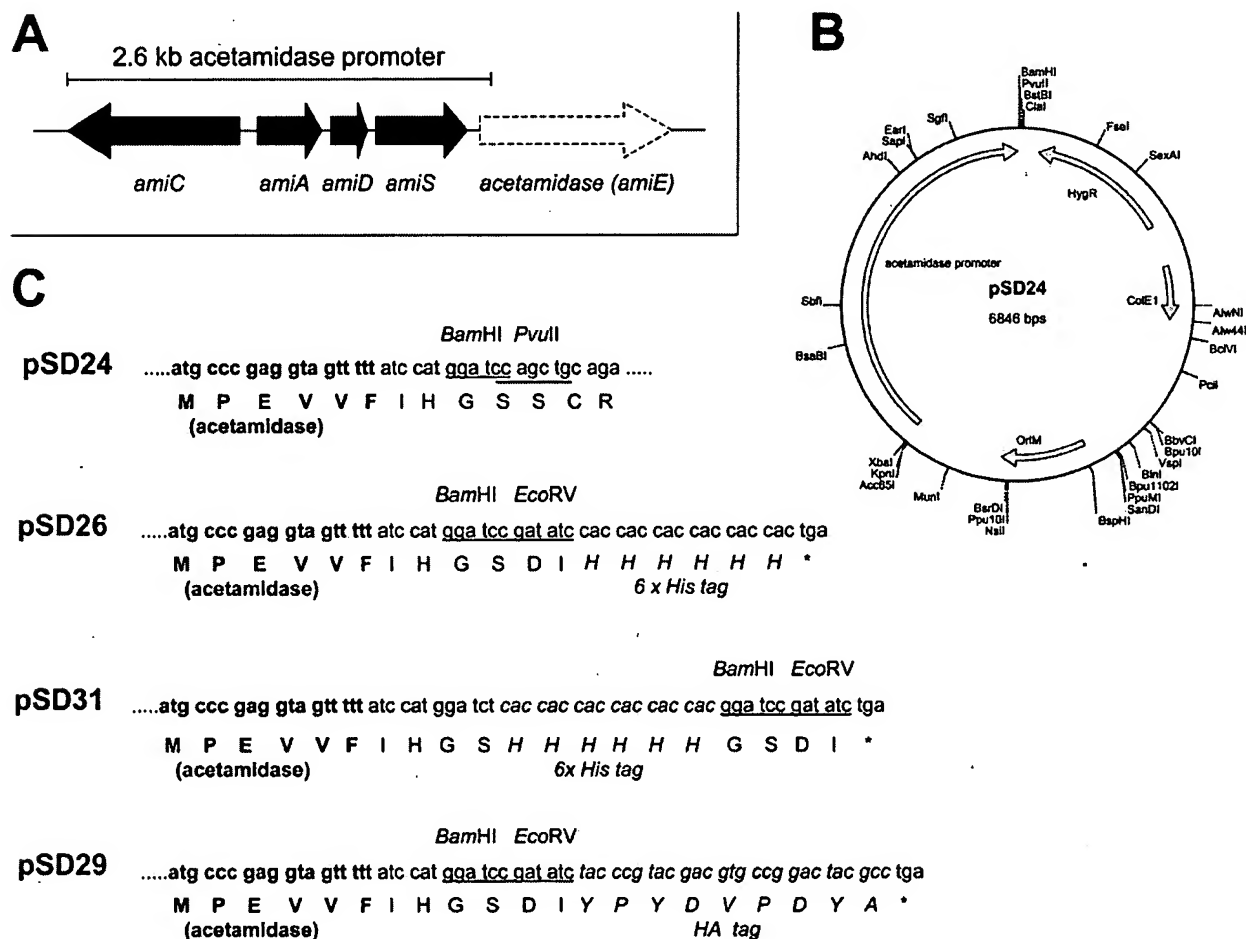 A
2.6 kb acetamidase promoter
amiC amiA amiD amiS acetamidase (amiE)
B
BamHI
PvuII
BstBI
ClaI
FseI
SexAI
HygR
ColE1
AlwNI
Alw44I
BciVI
PciI
BbvCI
Bpu10I
VspI
BlnI
Bpu1102I
PpuMI
SanDI
BspHI
OriM
BsrDI
Ppu10I
NsiI
MunI
XbaI
KpnI
Acc65I
BsaBI
SbfI
AhdI
EarI
SapI
SgfI
acetamidase promoter
pSD24
6846 bps
C
BamHI PvuII
pSD24 .....atg ccc gag gta gtt ttt atc cat gga tcc agc tgc aga .....
M P E V V F I H G S S C R
(acetamidase)
BamHI EcoRV
pSD26 .....atg ccc gag gta gtt ttt atc cat gga tcc gat atc cac cac cac cac cac cac tga
M P E V V F I H G S D I H H H H H H *
(acetamidase) 6 x His tag
BamHI EcoRV
pSD31 .....atg ccc gag gta gtt ttt atc cat gga tct cac cac cac cac cac cac gga tcc gat atc tga
M P E V V F I H G S H H H H H H G S D I *
(acetamidase) 6x His tag
BamHI EcoRV
pSD29 .....atg ccc gag gta gtt ttt atc cat gga tcc gat atc tac ccg tac gac gtg ccg gac tac gcc tga
M P E V V F I H G S D I Y P Y D V P D Y A *
(acetamidase) HA tag